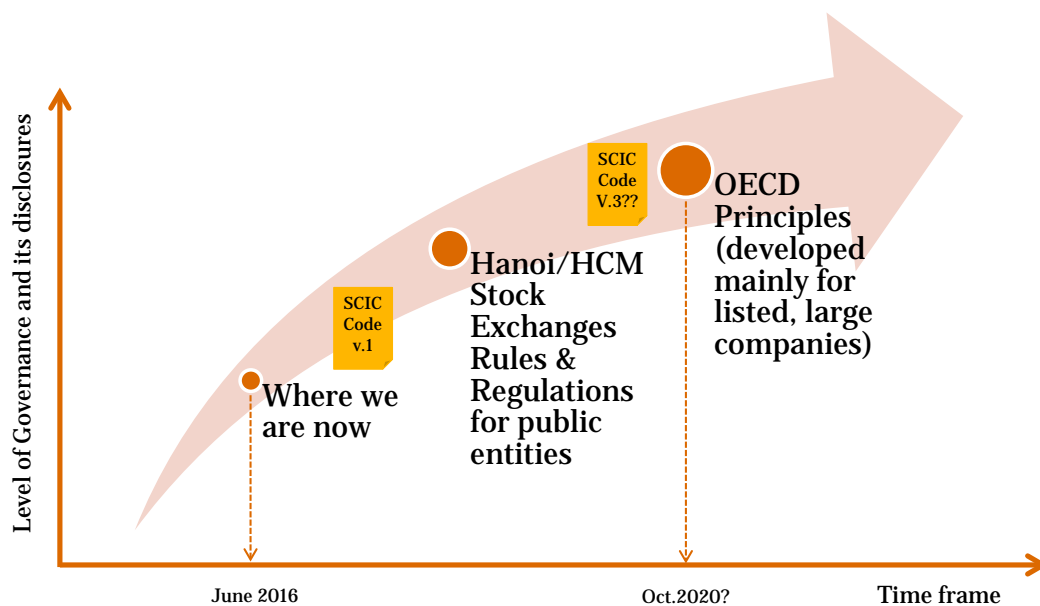 Level of Governance and its disclosures
SCIC
Code
V.3??
OECD
Principles
(developed
mainly for
listed, large
companies)
Hanoi/HCM
Stock
Exchanges
Rules &
Regulations
for public
entities
SCIC
Code
v.1
Where we
are now
June 2016
Oct.2020?
Time frame